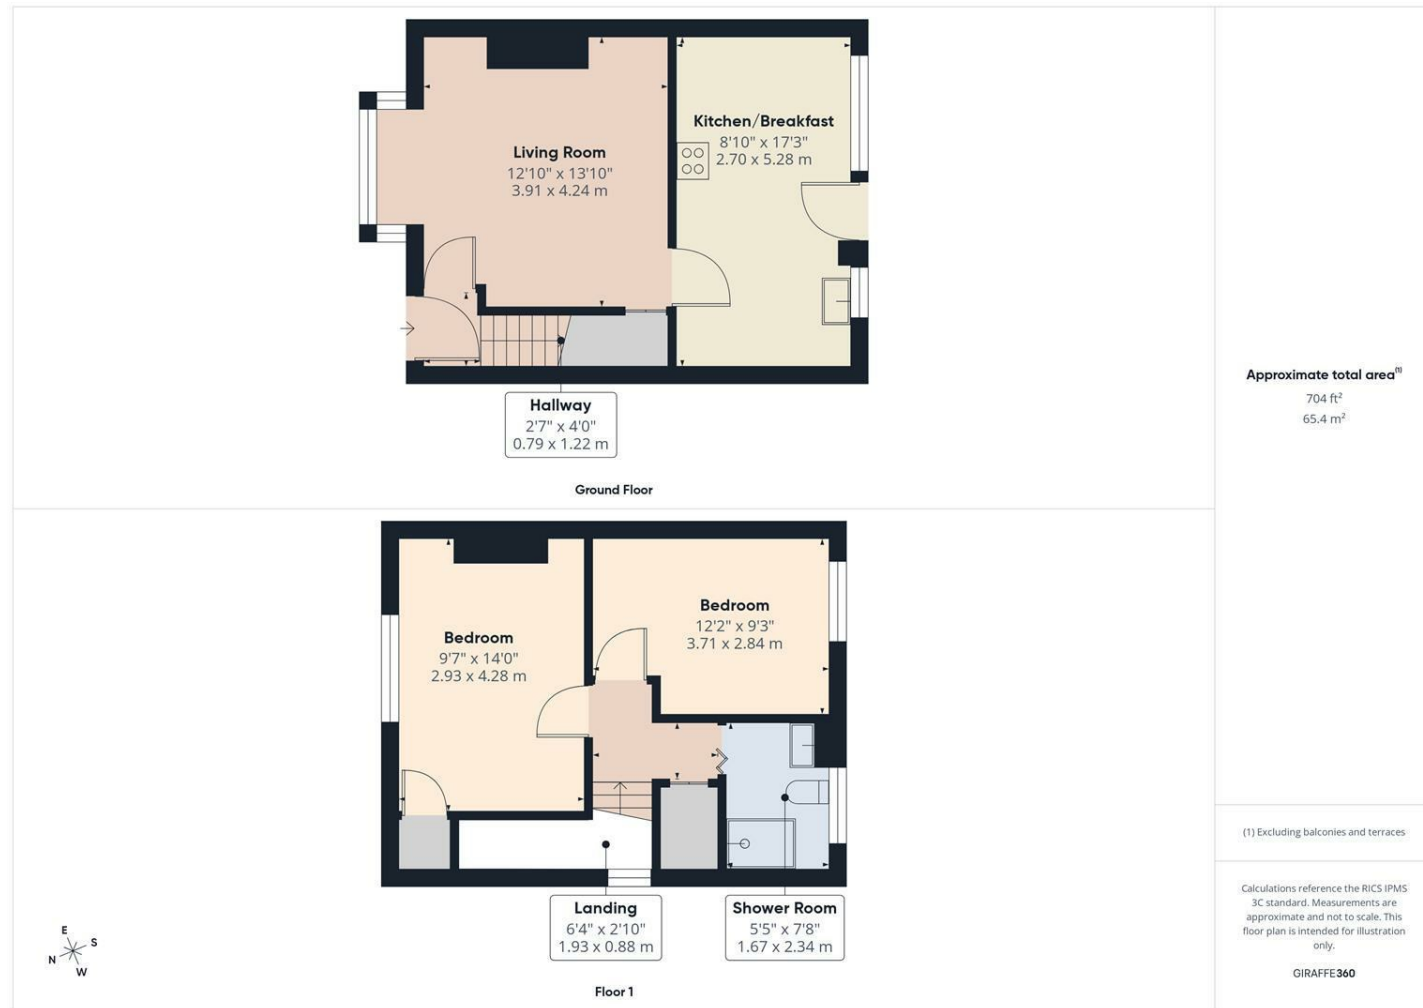 Living Room
12'10" x 13'10"
3.91 x 4.24 m
Kitchen/Breakfast
8'10" x 17'3"
2.70 x 5.28 m
Hallway
2'7" x 4'0"
0.79 x 1.22 m
Ground Floor
Bedroom
9'7" x 14'0"
2.93 x 4.28 m
Bedroom
12'2" x 9'3"
3.71 x 2.84 m
Landing
6'4" x 2'10"
1.93 x 0.88 m
Shower Room
5'5" x 7'8"
1.67 x 2.34 m
Floor 1
E
S
N
W
Approximate total area⁽¹⁾
704 ft²
65.4 m²
(1) Excluding balconies and terraces
Calculations reference the RICS IPMS
3C standard. Measurements are
approximate and not to scale. This
floor plan is intended for illustration
only.
GIRAFFE360